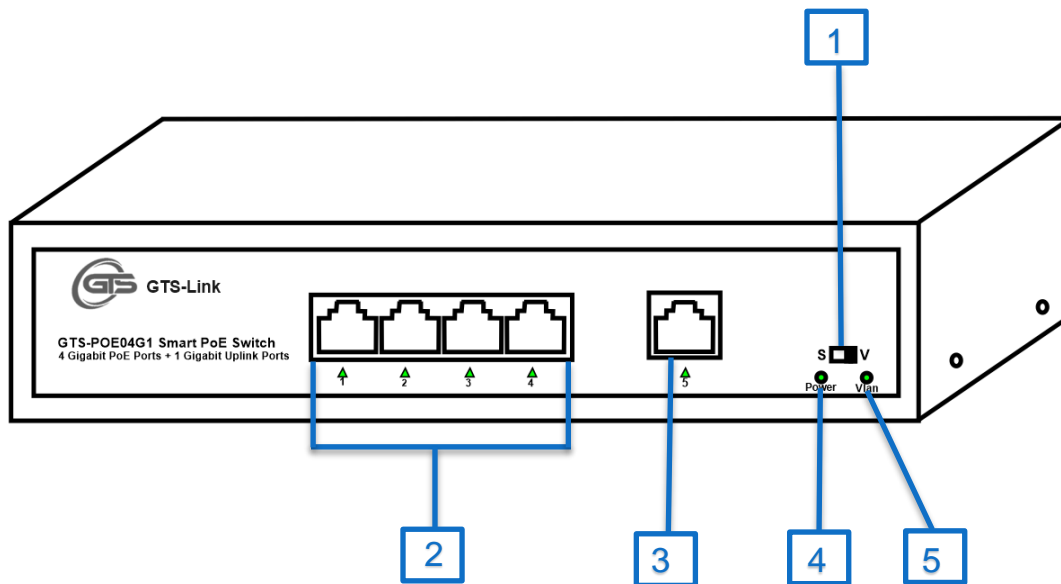 1
GTS GTS-Link
GTS-POE04G1 Smart PoE Switch
4 Gigabit PoE Ports + 1 Gigabit Uplink Ports
S V
1 2 3 4 5
Power Vlan
2 3 4 5